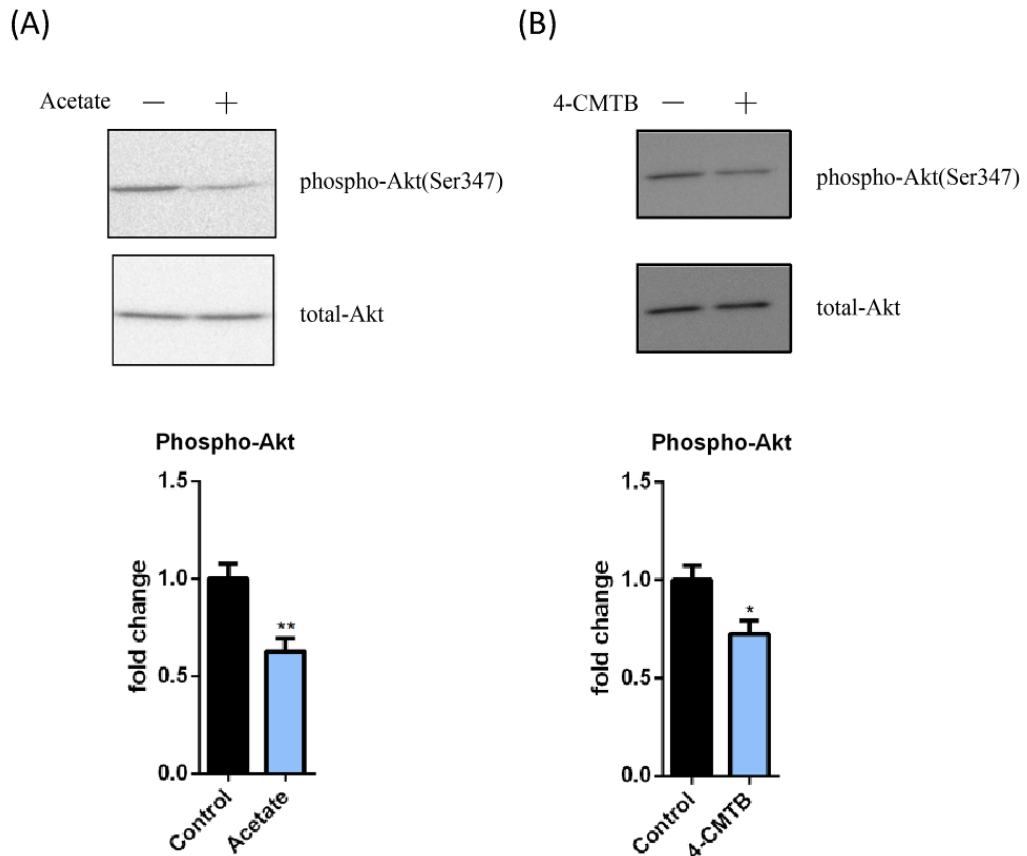 (A)
Acetate — +
phospho-Akt(Ser347)
total-Akt
Phospho-Akt
1.5
1.0
0.5
0.0
fold change
**
Control
Acetate
(B)
4-CMTB — +
phospho-Akt(Ser347)
total-Akt
Phospho-Akt
1.5
1.0
0.5
0.0
fold change
*
Control
4-CMTB